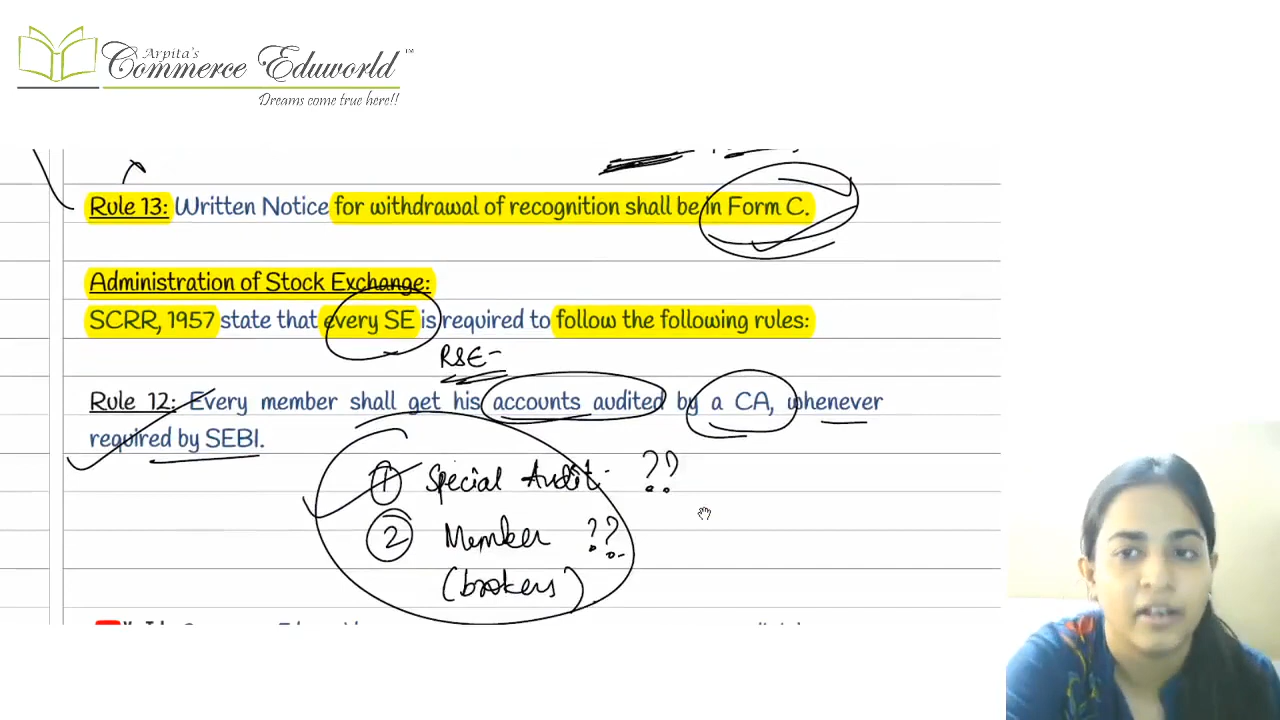 Arpita's
Commerce Eduworld™
Dreams come true here!!
Rule 13: Written Notice for withdrawal of recognition shall be in Form C.
Administration of Stock Exchange:
SCRR, 1957 state that every SE is required to follow the following rules:
RSE-
Rule 12: Every member shall get his accounts audited by a CA, whenever
required by SEBI.
① Special Audit- ??
② Member ??
(brokers)